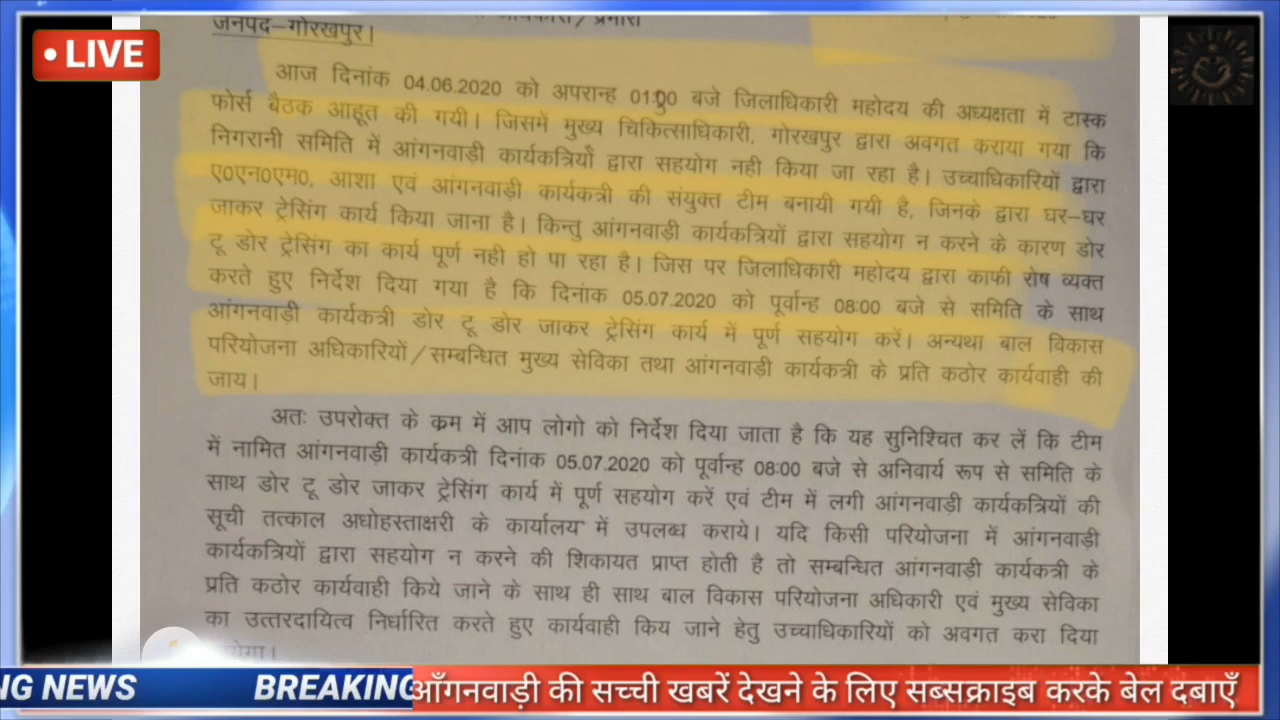 जनपद–गोरखपुर।
• LIVE
आज दिनांक 04.06.2020 को अपरान्ह 01:00 बजे जिलाधिकारी महोदय की अध्यक्षता में टास्क
फोर्स बैठक आहूत की गयी। जिसमें मुख्य चिकित्साधिकारी, गोरखपुर द्वारा अवगत कराया गया कि
निगरानी समिति में आंगनवाड़ी कार्यकत्रियों द्वारा सहयोग नही किया जा रहा है। उच्चाधिकारियों द्वारा
ए0एन0एम0, आशा एवं आंगनवाड़ी कार्यकत्री की संयुक्त टीम बनायी गयी है, जिनके द्वारा घर–घर
जाकर ट्रेसिंग कार्य किया जाना है। किन्तु आंगनवाड़ी कार्यकत्रियों द्वारा सहयोग न करने के कारण डोर
टू डोर ट्रेसिंग का कार्य पूर्ण नही हो पा रहा है। जिस पर जिलाधिकारी महोदय द्वारा काफी रोष व्यक्त
करते हुए निर्देश दिया गया है कि दिनांक 05.07.2020 को पूर्वान्ह 08:00 बजे से समिति के साथ
आंगनवाड़ी कार्यकत्री डोर टू डोर जाकर ट्रेसिंग कार्य में पूर्ण सहयोग करें। अन्यथा बाल विकास
परियोजना अधिकारियों/सम्बन्धित मुख्य सेविका तथा आंगनवाड़ी कार्यकत्री के प्रति कठोर कार्यवाही की
जाय।
अतः उपरोक्त के क्रम में आप लोगो को निर्देश दिया जाता है कि यह सुनिश्चित कर लें कि टीम
में नामित आंगनवाड़ी कार्यकत्री दिनांक 05.07.2020 को पूर्वान्ह 08:00 बजे से अनिवार्य रूप से समिति के
साथ डोर टू डोर जाकर ट्रेसिंग कार्य में पूर्ण सहयोग करें एवं टीम में लगी आंगनवाड़ी कार्यकत्रियों की
सूची तत्काल अधोहस्ताक्षरी के कार्यालय में उपलब्ध कराये। यदि किसी परियोजना में आंगनवाड़ी
कार्यकत्रियों द्वारा सहयोग न करने की शिकायत प्राप्त होती है तो सम्बन्धित आंगनवाड़ी कार्यकत्री के
प्रति कठोर कार्यवाही किये जाने के साथ ही साथ बाल विकास परियोजना अधिकारी एवं मुख्य सेविका
का उत्तरदायित्व निर्धारित करते हुए कार्यवाही किय जाने हेतु उच्चाधिकारियों को अवगत करा दिया
NG NEWS BREAKING आँगनवाड़ी की सच्ची खबरें देखने के लिए सब्सक्राइब करके बेल दबाएँ